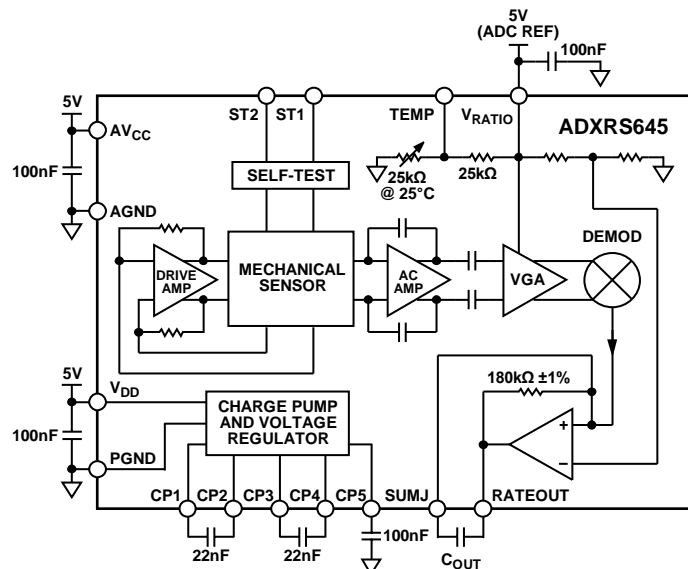 5V
(ADC REF)
100nF
5V
ST2
ST1
TEMP
VRATIO
ADXRS645
AVCC
100nF
SELF-TEST
25kΩ
@ 25°C
25kΩ
AGND
DEMOD
DRIVE
AMP
MECHANICAL
SENSOR
AC
AMP
VGA
5V
VDD
180kΩ ±1%
CHARGE PUMP
AND VOLTAGE
REGULATOR
100nF
+
–
PGND
CP1
CP2
CP3
CP4
CP5
SUMJ
RATEOUT
22nF
22nF
100nF
COUT